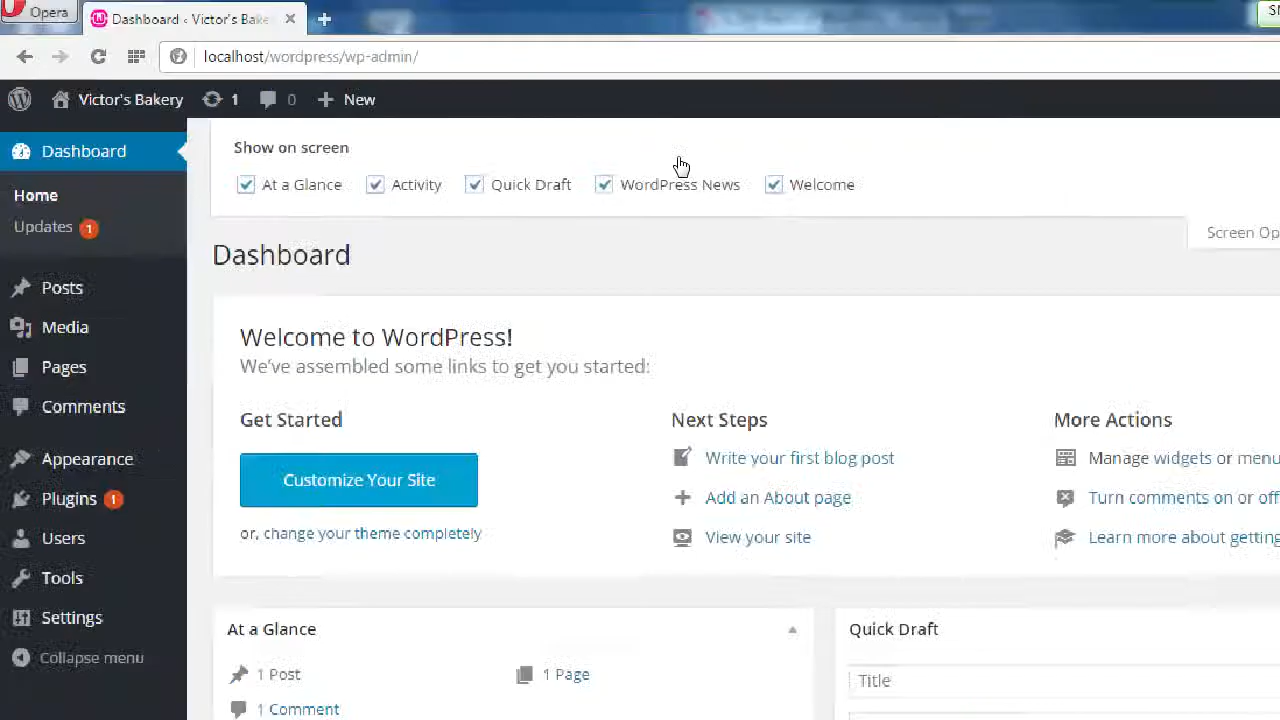 Opera
Dashboard ‹ Victor's Bake
localhost/wordpress/wp-admin/
Victor's Bakery 1 0 New
Dashboard
Home
Updates 1
Posts
Media
Pages
Comments
Appearance
Plugins 1
Users
Tools
Settings
Collapse menu
Show on screen
At a Glance Activity Quick Draft WordPress News Welcome
Screen Op
Dashboard
Welcome to WordPress!
We've assembled some links to get you started:
Get Started
Customize Your Site
or, change your theme completely
Next Steps
Write your first blog post
Add an About page
View your site
More Actions
Manage widgets or menu
Turn comments on or off
Learn more about getting
At a Glance
1 Post 1 Page
1 Comment
Quick Draft
Title